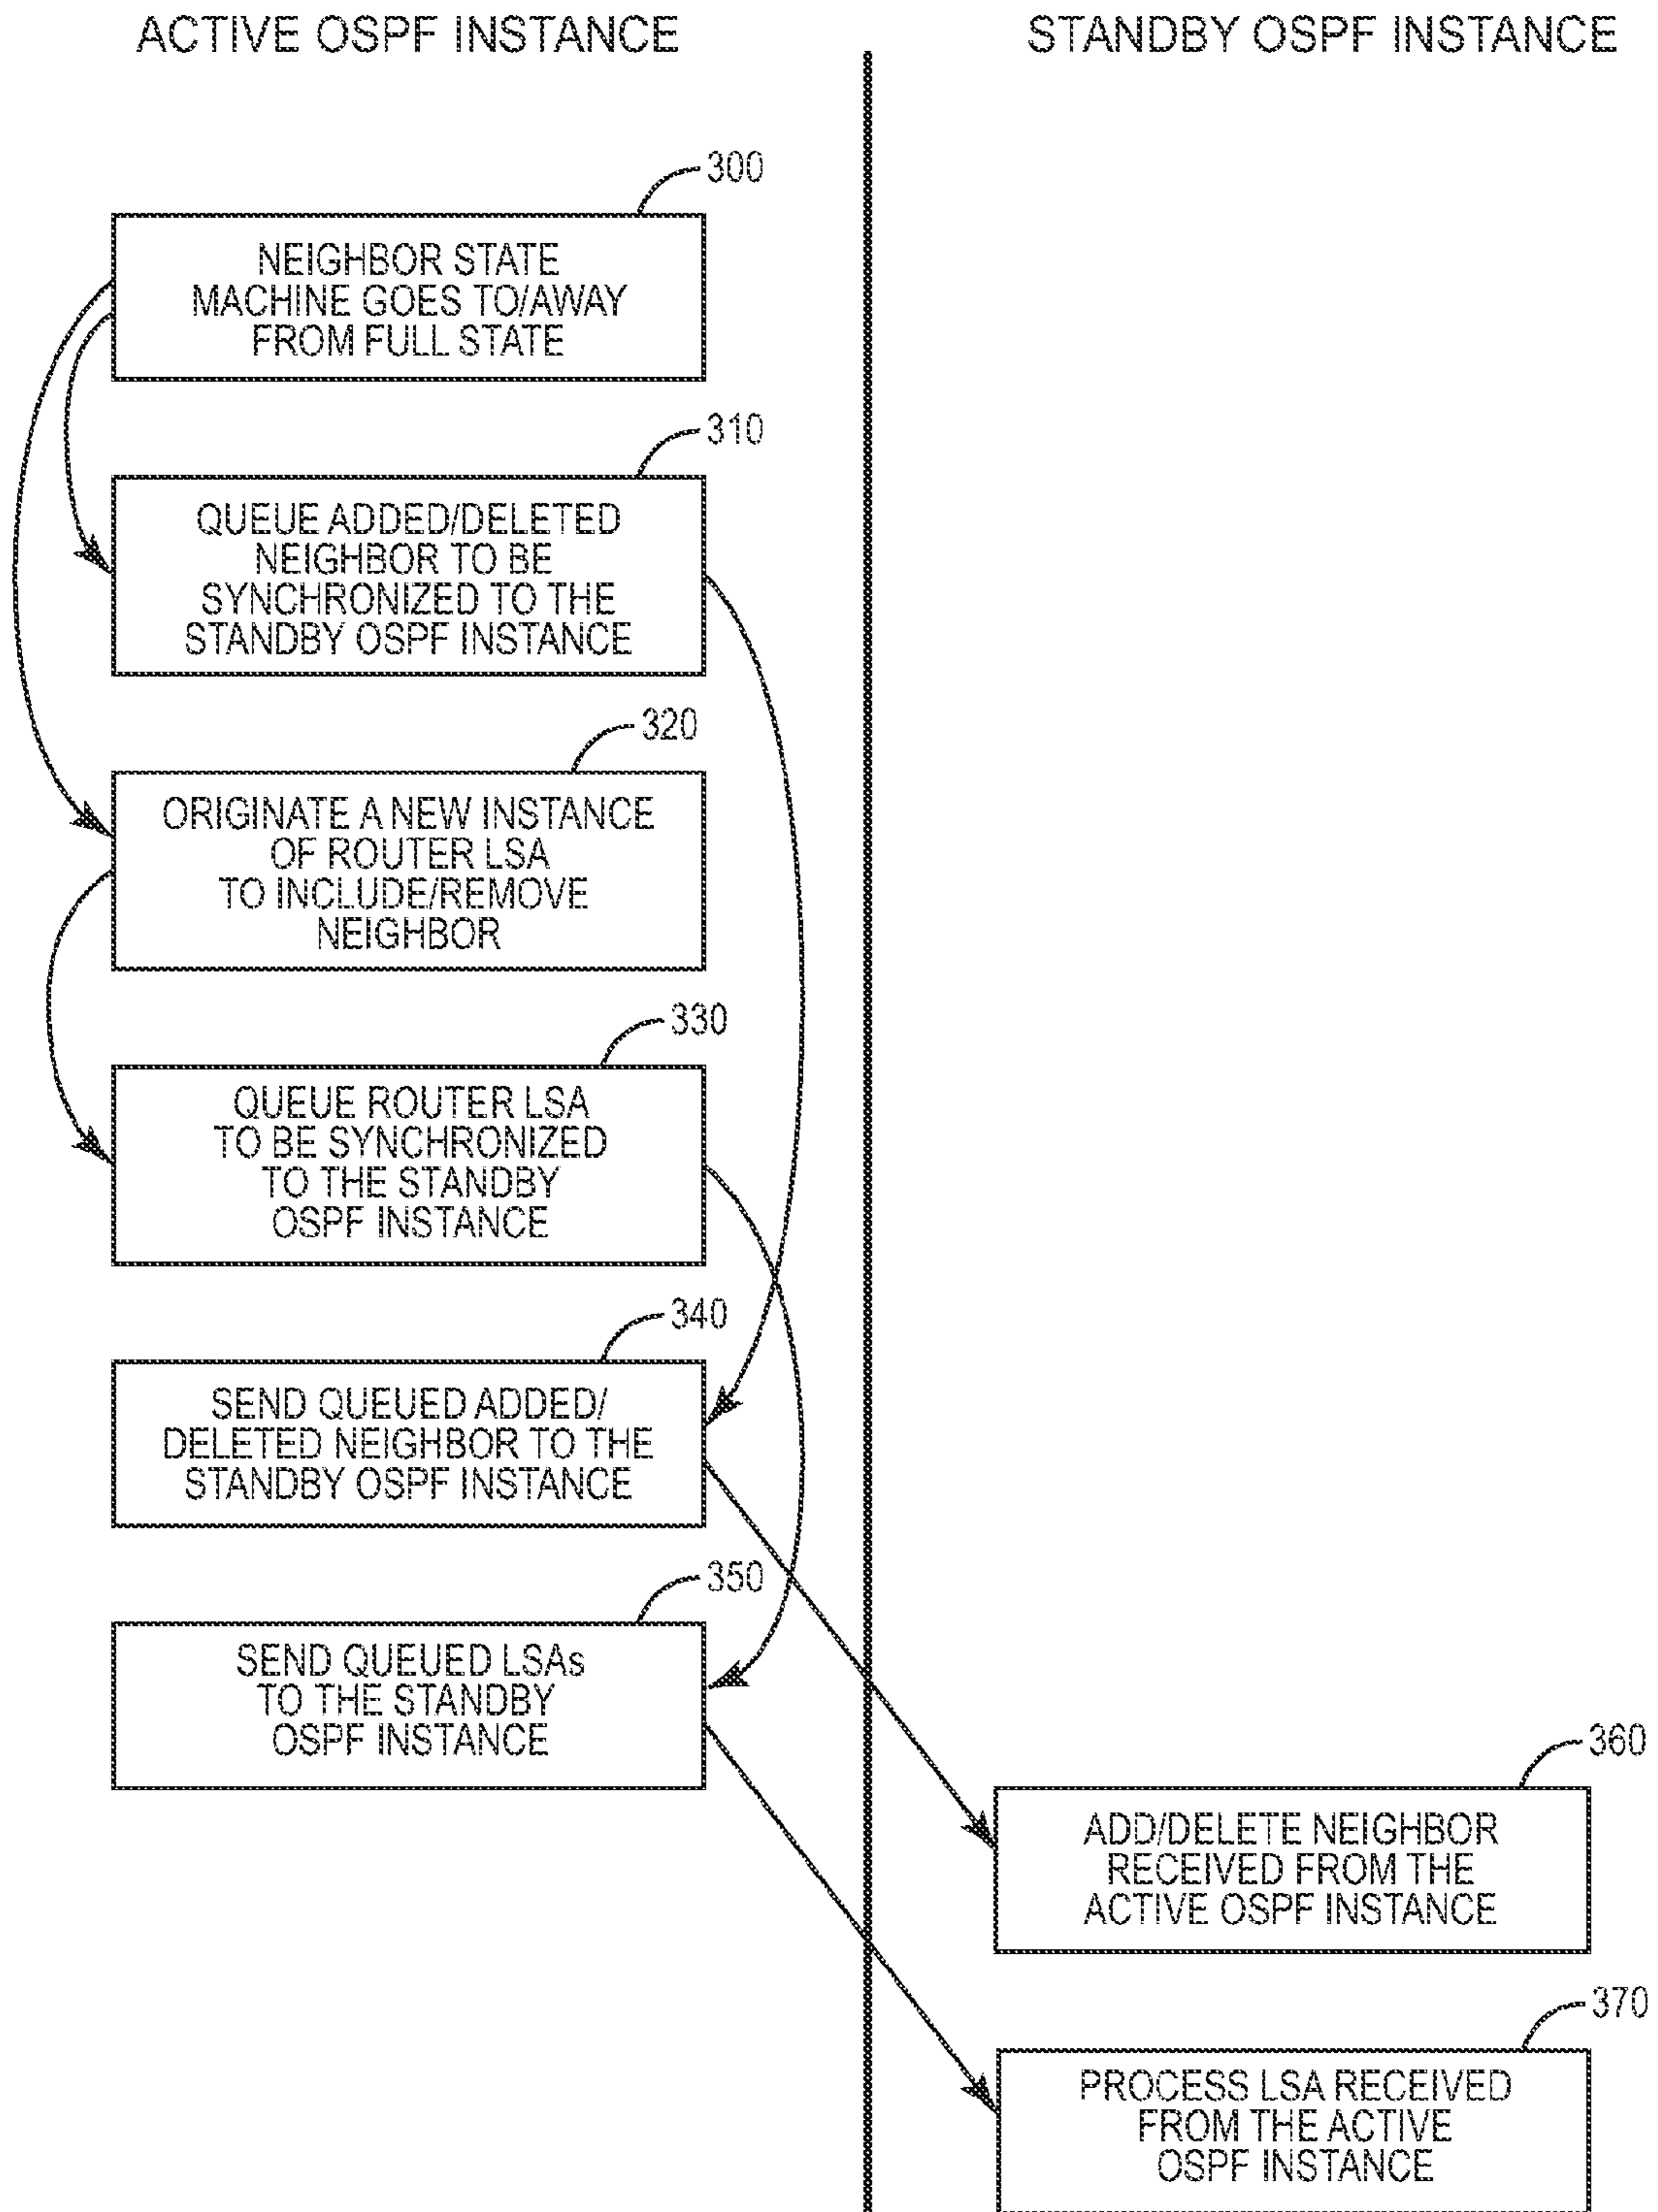 ACTIVE OSPF INSTANCE
STANDBY OSPF INSTANCE
300
NEIGHBOR STATE
MACHINE GOES TO/AWAY
FROM FULL STATE
310
QUEUE ADDED/DELETED
NEIGHBOR TO BE
SYNCHRONIZED TO THE
STANDBY OSPF INSTANCE
320
ORIGINATE A NEW INSTANCE
OF ROUTER LSA
TO INCLUDE/REMOVE
NEIGHBOR
330
QUEUE ROUTER LSA
TO BE SYNCHRONIZED
TO THE STANDBY
OSPF INSTANCE
340
SEND QUEUED ADDED/
DELETED NEIGHBOR TO THE
STANDBY OSPF INSTANCE
350
SEND QUEUED LSAs
TO THE STANDBY
OSPF INSTANCE
360
ADD/DELETE NEIGHBOR
RECEIVED FROM THE
ACTIVE OSPF INSTANCE
370
PROCESS LSA RECEIVED
FROM THE ACTIVE
OSPF INSTANCE